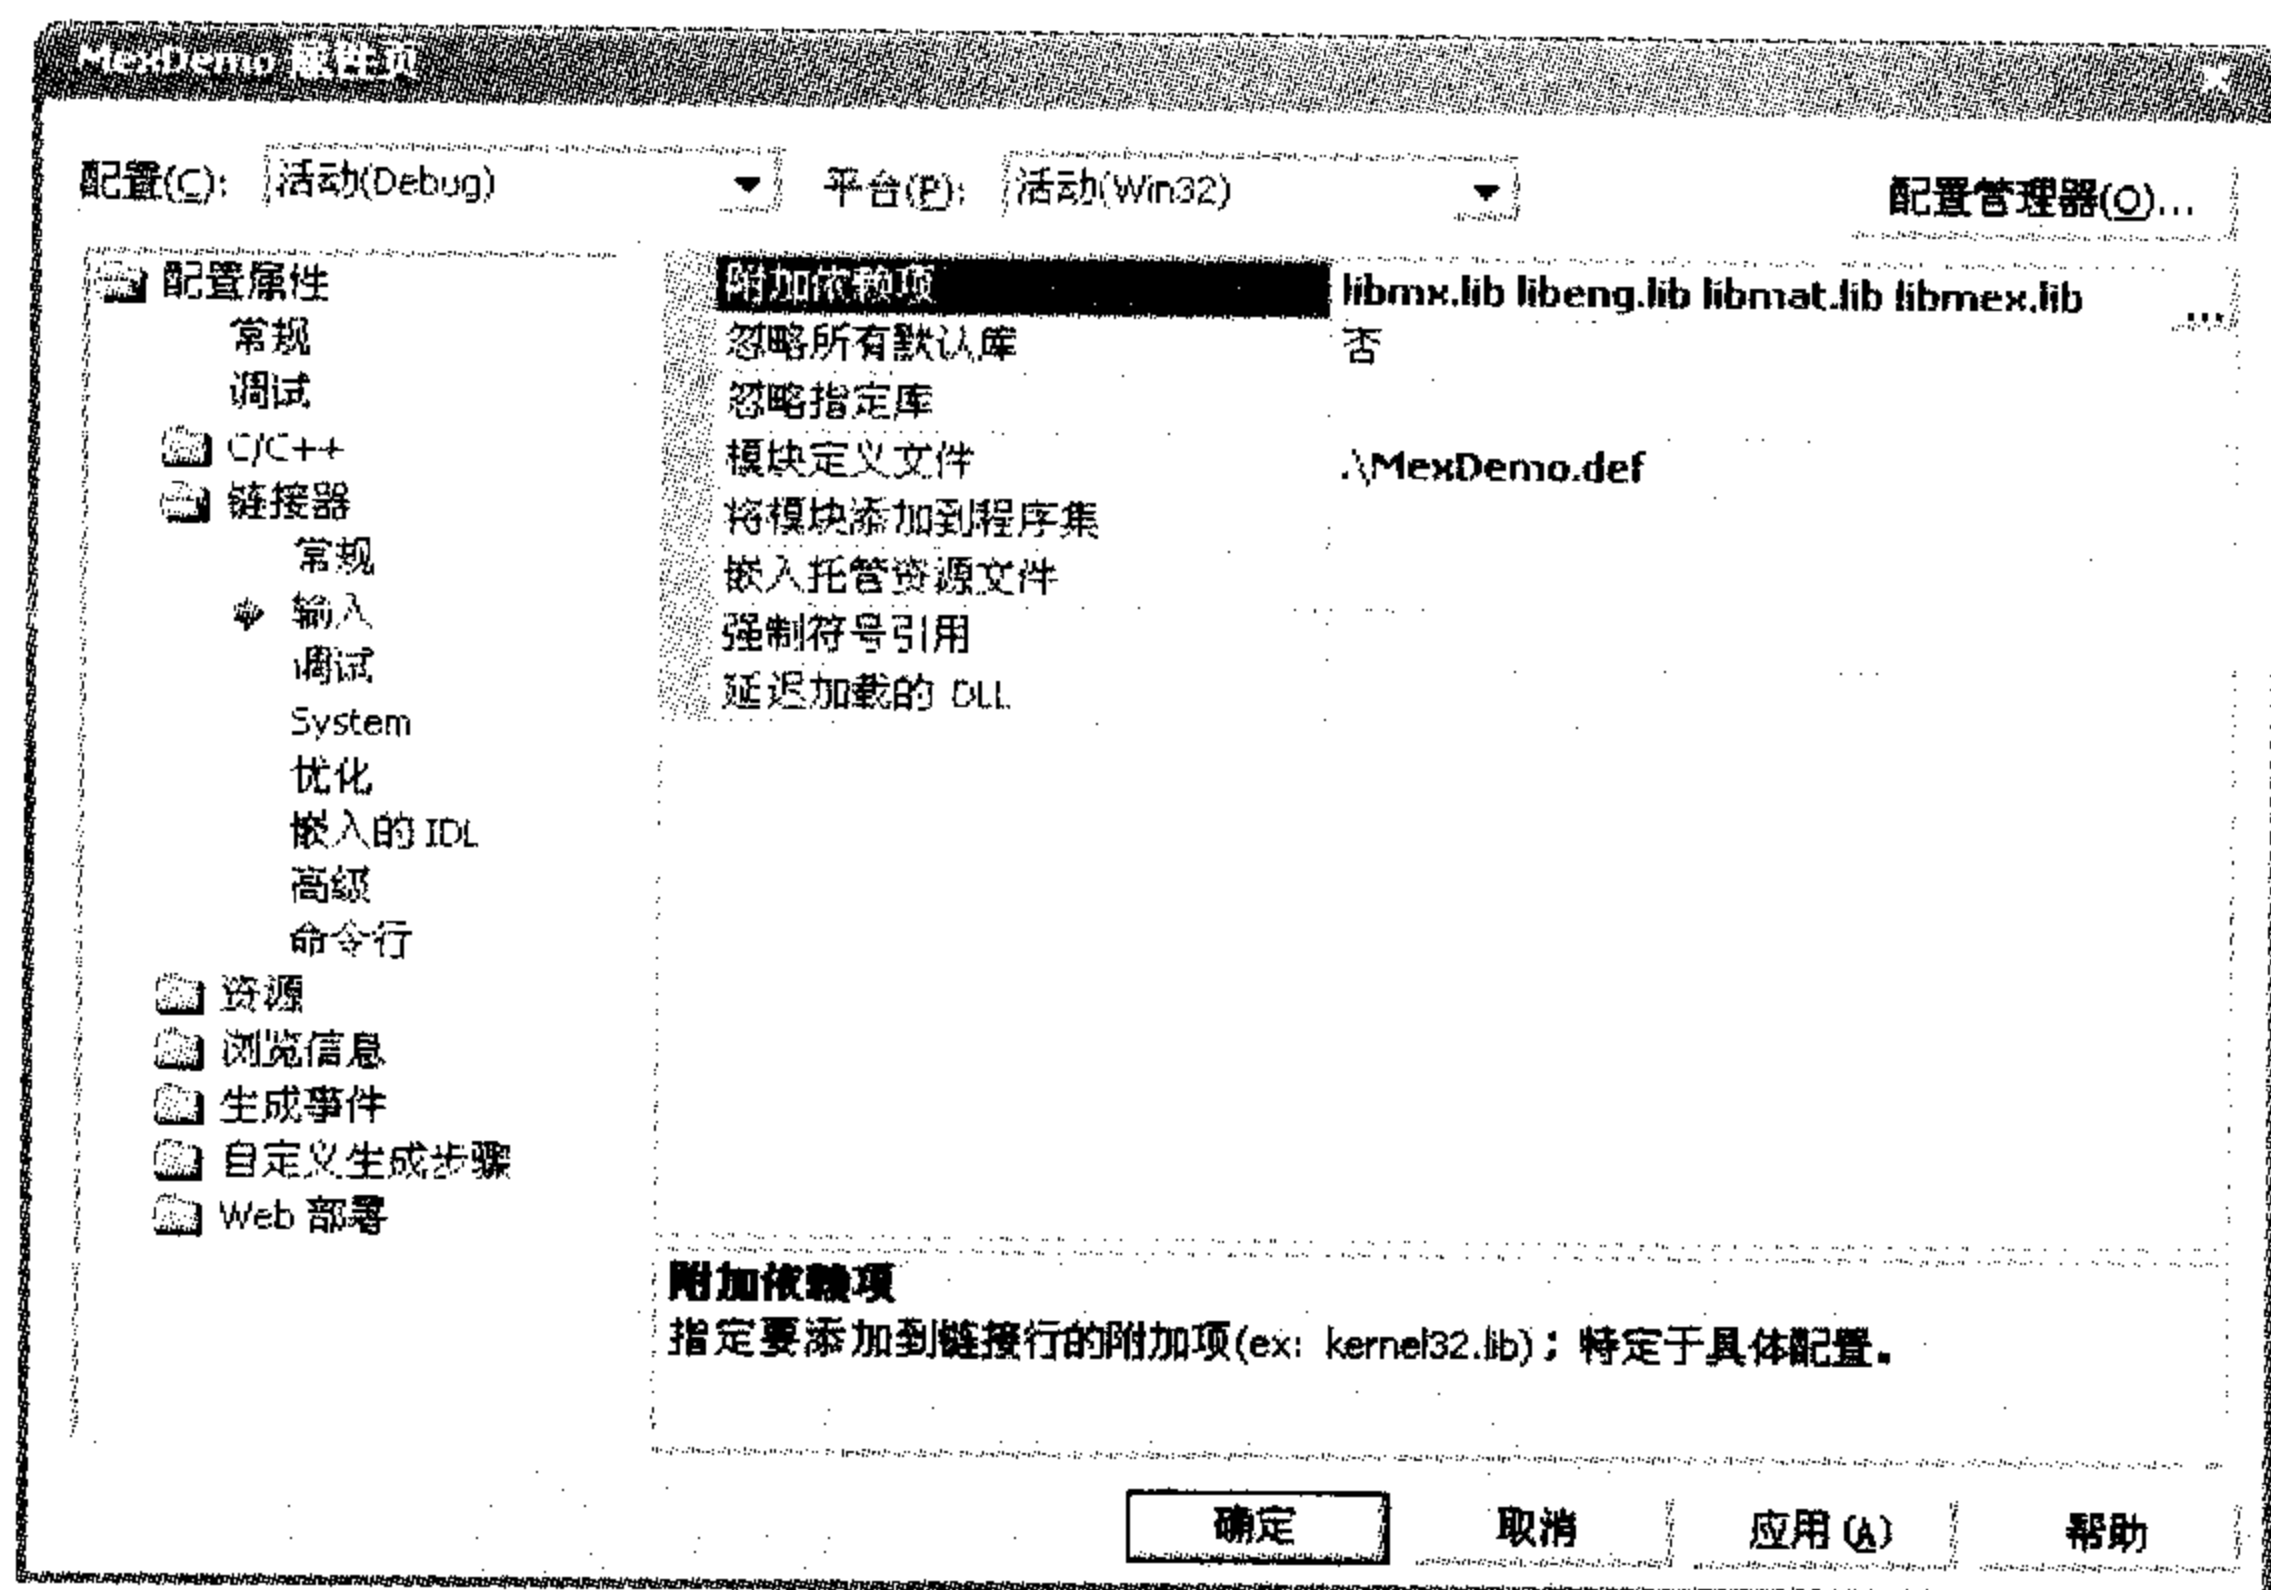 MexDemo 属性页
配置(C): 活动(Debug) 平台(P): 活动(Win32) 配置管理器(O)...
配置属性
常规
调试
C/C++
链接器
常规
输入
调试
System
优化
嵌入的 IDL
高级
命令行
资源
浏览信息
生成事件
自定义生成步骤
Web 部署
附加依赖项 libmx.lib libeng.lib libmat.lib libmex.lib ...
忽略所有默认库 否
忽略指定库
模块定义文件 .\MexDemo.def
将模块添加到程序集
嵌入托管资源文件
强制符号引用
延迟加载的 DLL
附加依赖项
指定要添加到链接行的附加项(ex: kernel32.lib)；特定于具体配置。
确定 取消 应用(A) 帮助